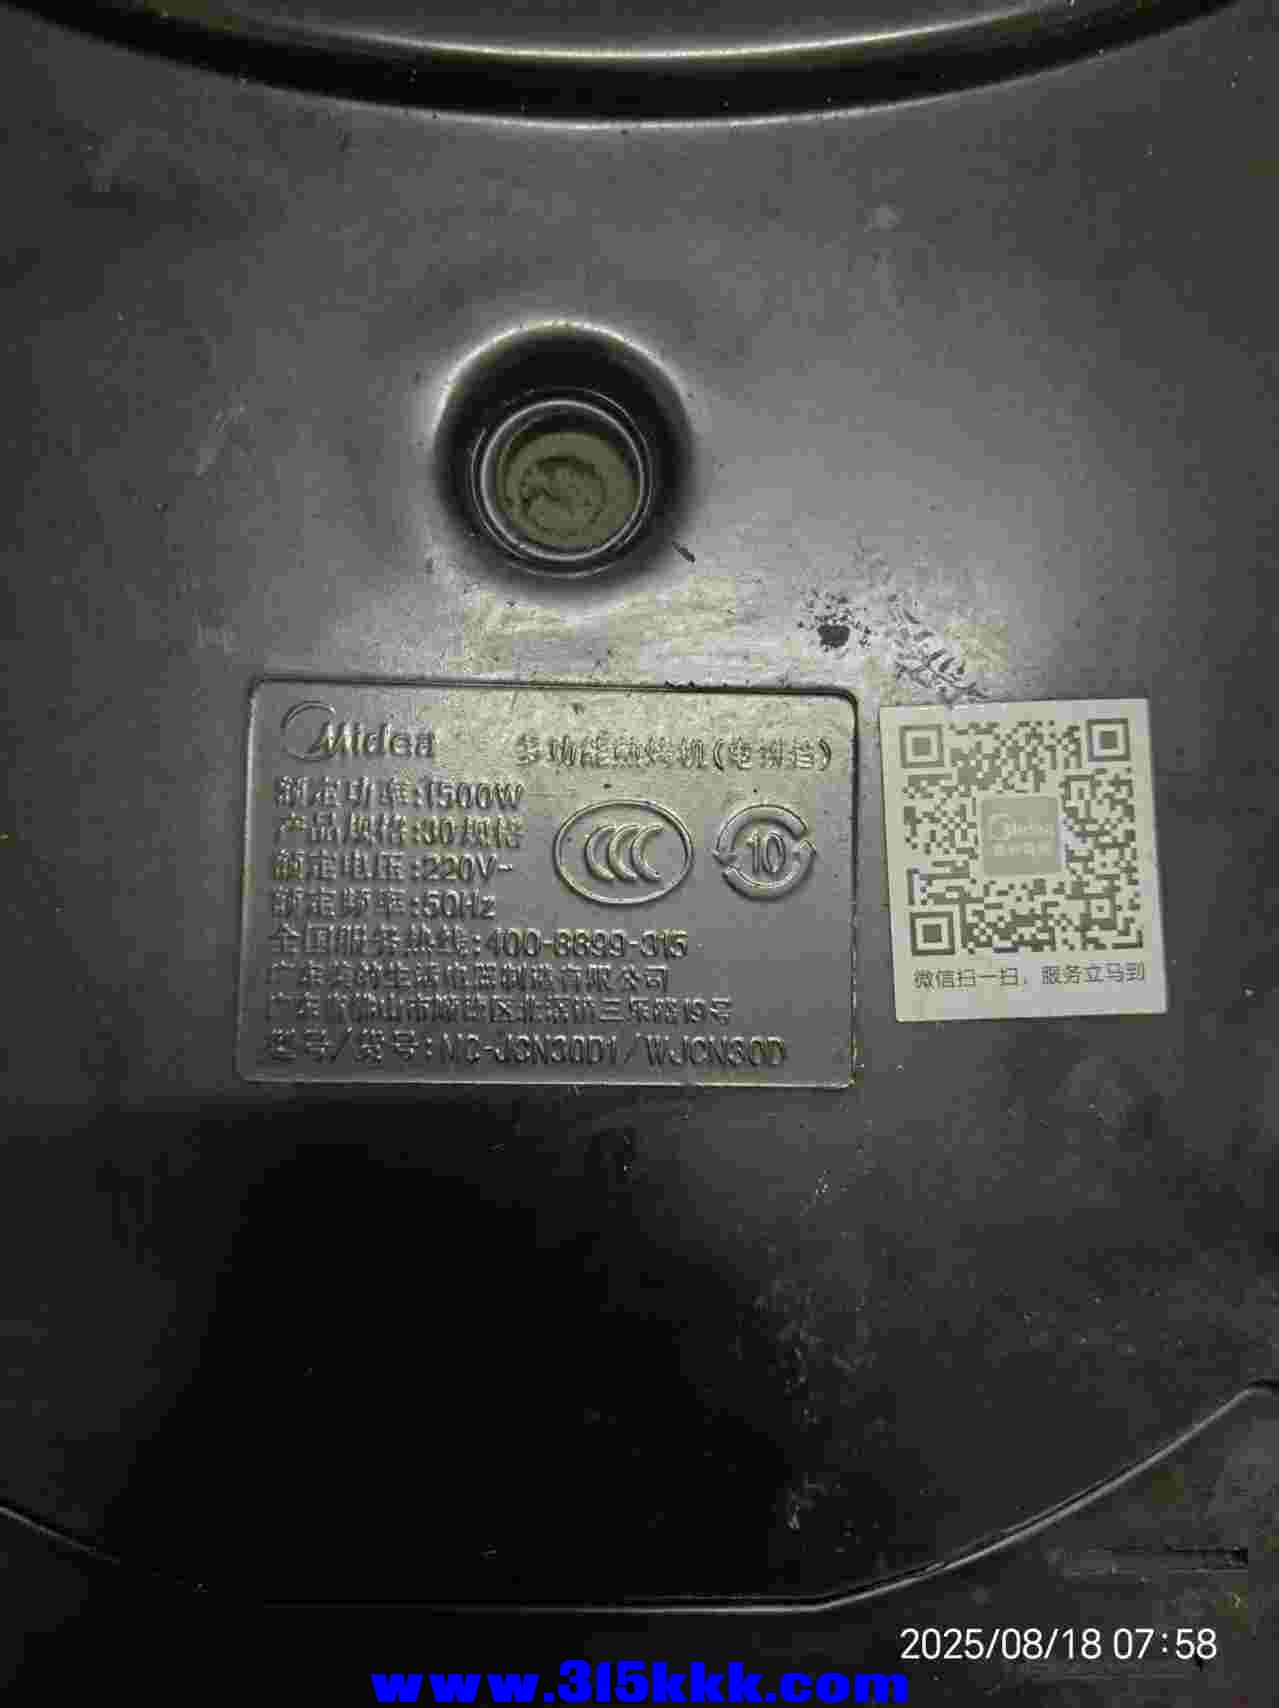 Midea
多功能煎烤机(电饼铛)
额定功率:1500W
产品规格:30规格
额定电压:220V~
额定频率:50Hz
10
全国服务热线:400-8899-315
广东美的生活电器制造有限公司
广东省佛山市顺德区北滘镇三乐路19号
型号/货号:MC-JSN30D1/WJCN30D
Midea
微信扫一扫，服务立马到
2025/08/18 07:58
www.315kkk.com